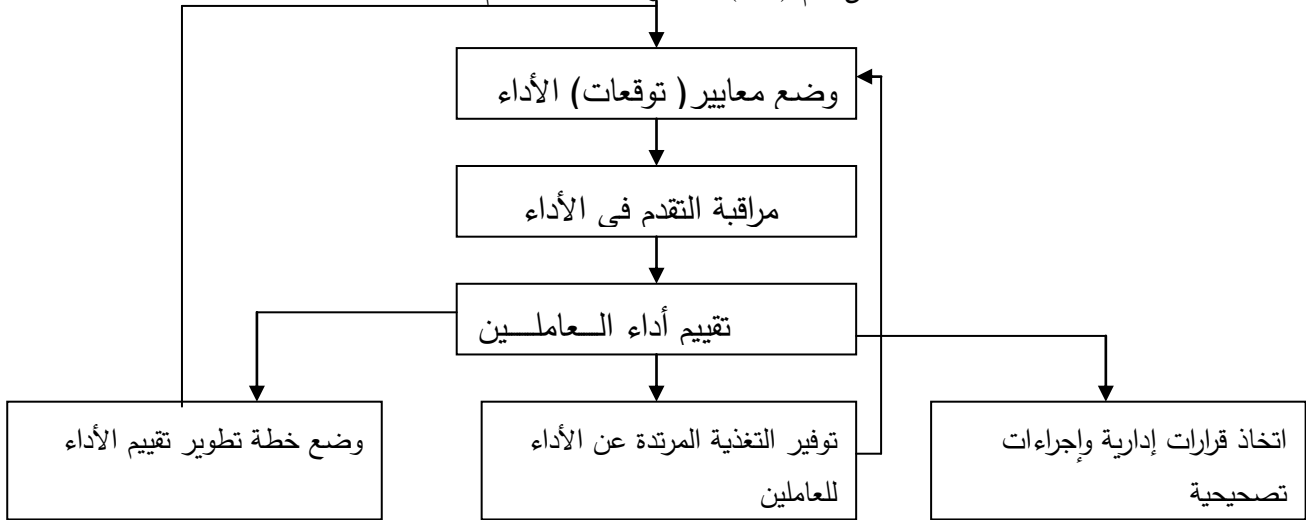 وضع معايير ( توقعات) الأداء
مراقبة التقدم فى الأداء
تقييم أداء الــعاملــــين
اتخاذ قرارات إدارية وإجراءات
تصحيحية
توفير التغذية المرتدة عن الأداء
للعاملين
وضع خطة تطوير تقييم الأداء